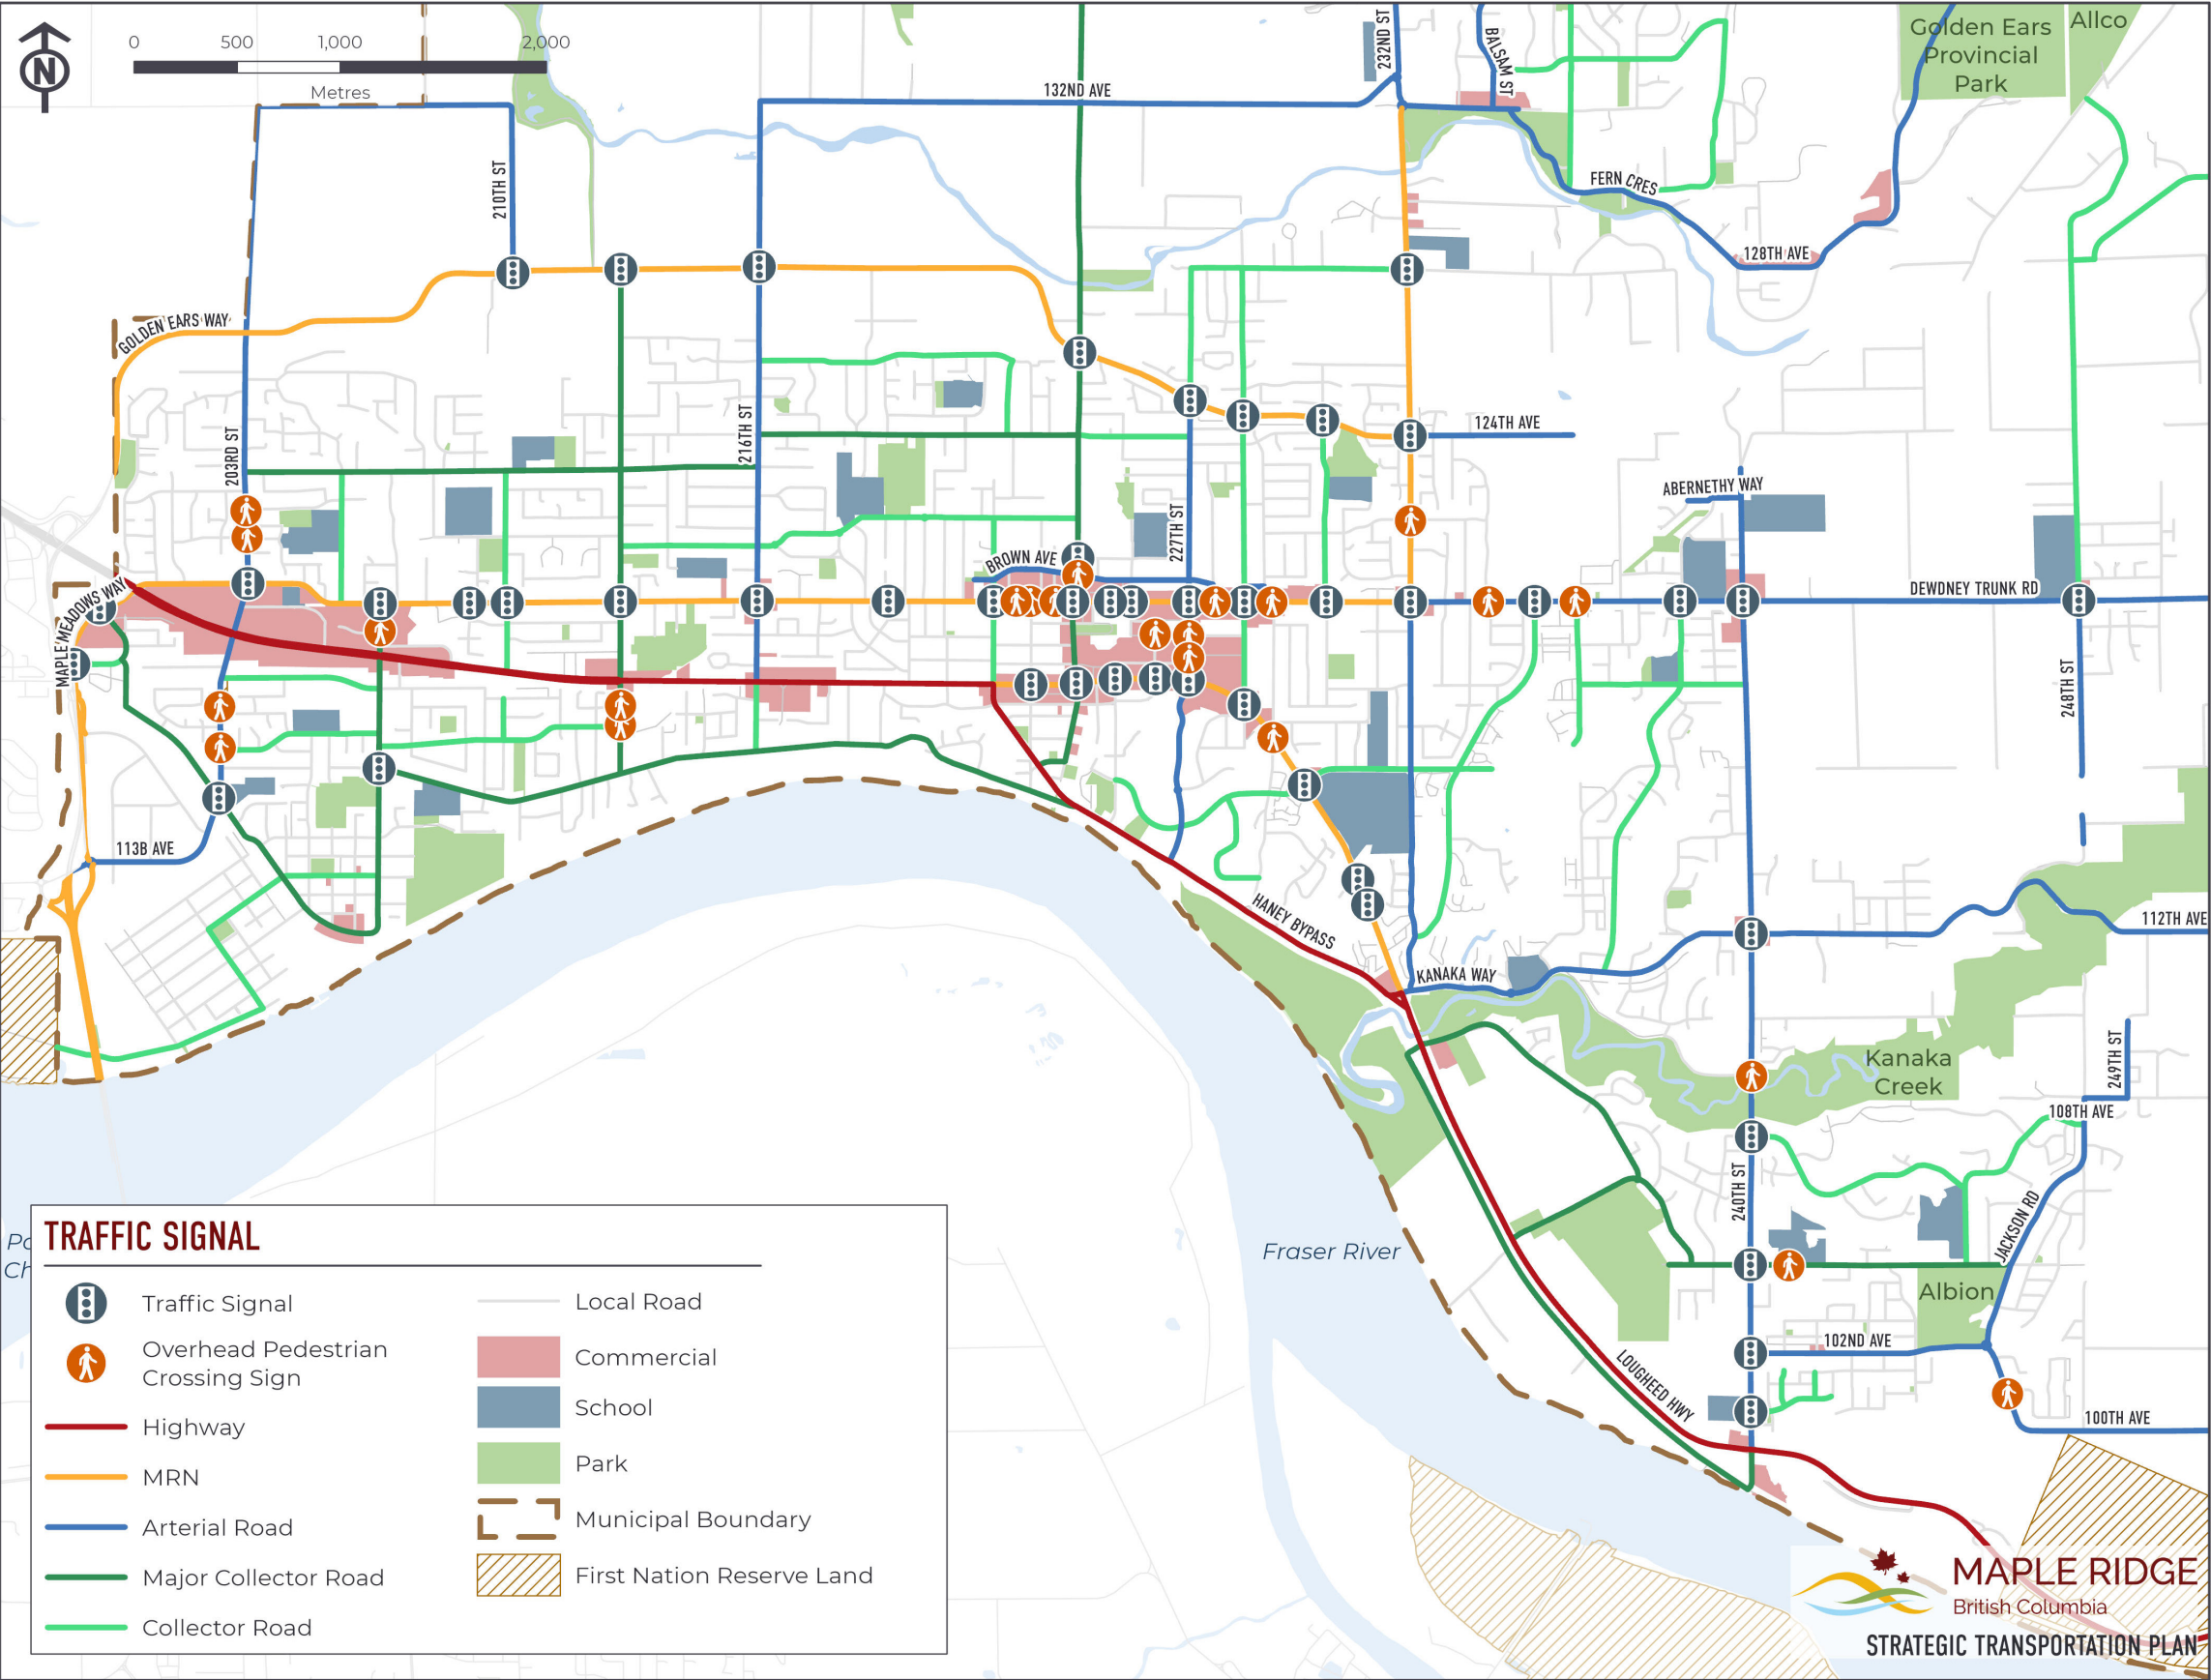 0 500 1,000 2,000
Metres
N
232ND ST
BALSAM ST
Golden Ears
Provincial
Park
Allco
132ND AVE
210TH ST
FERN CRES
128TH AVE
GOLDEN EARS WAY
203RD ST
216TH ST
124TH AVE
227TH ST
ABERNETHY WAY
BROWN AVE
DEWDNEY TRUNK RD
MAPLE MEADOWS WAY
248TH ST
113B AVE
HANEY BYPASS
112TH AVE
KANAKA WAY
Kanaka
Creek
249TH ST
108TH AVE
240TH ST
JACKSON RD
Fraser River
Albion
102ND AVE
LOUGHEED HWY
100TH AVE
TRAFFIC SIGNAL
Traffic Signal
Overhead Pedestrian
Crossing Sign
Highway
MRN
Arterial Road
Major Collector Road
Collector Road
Local Road
Commercial
School
Park
Municipal Boundary
First Nation Reserve Land
MAPLE RIDGE
British Columbia
STRATEGIC TRANSPORTATION PLAN